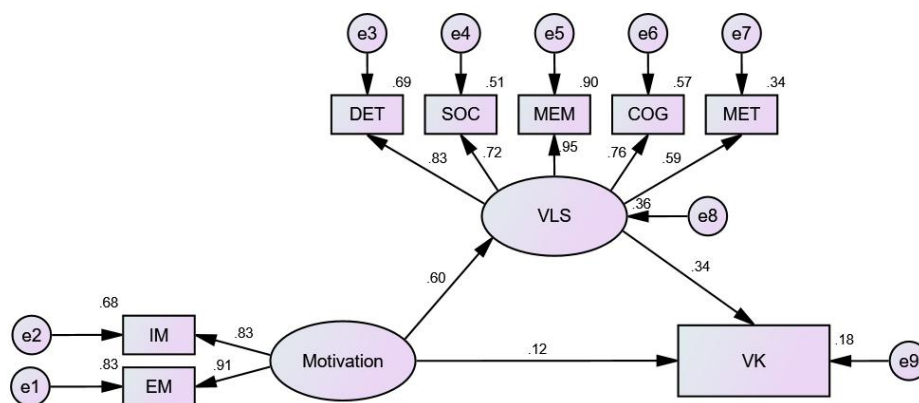 e3 e4 e5 e6 e7
.69 .51 .90 .57 .34
DET SOC MEM COG MET
.83 .72 .95 .76 .59
.36
VLS e8
.60 .34
.68
e2 IM .83
Motivation .12 VK .18 e9
.83 .91
e1 EM